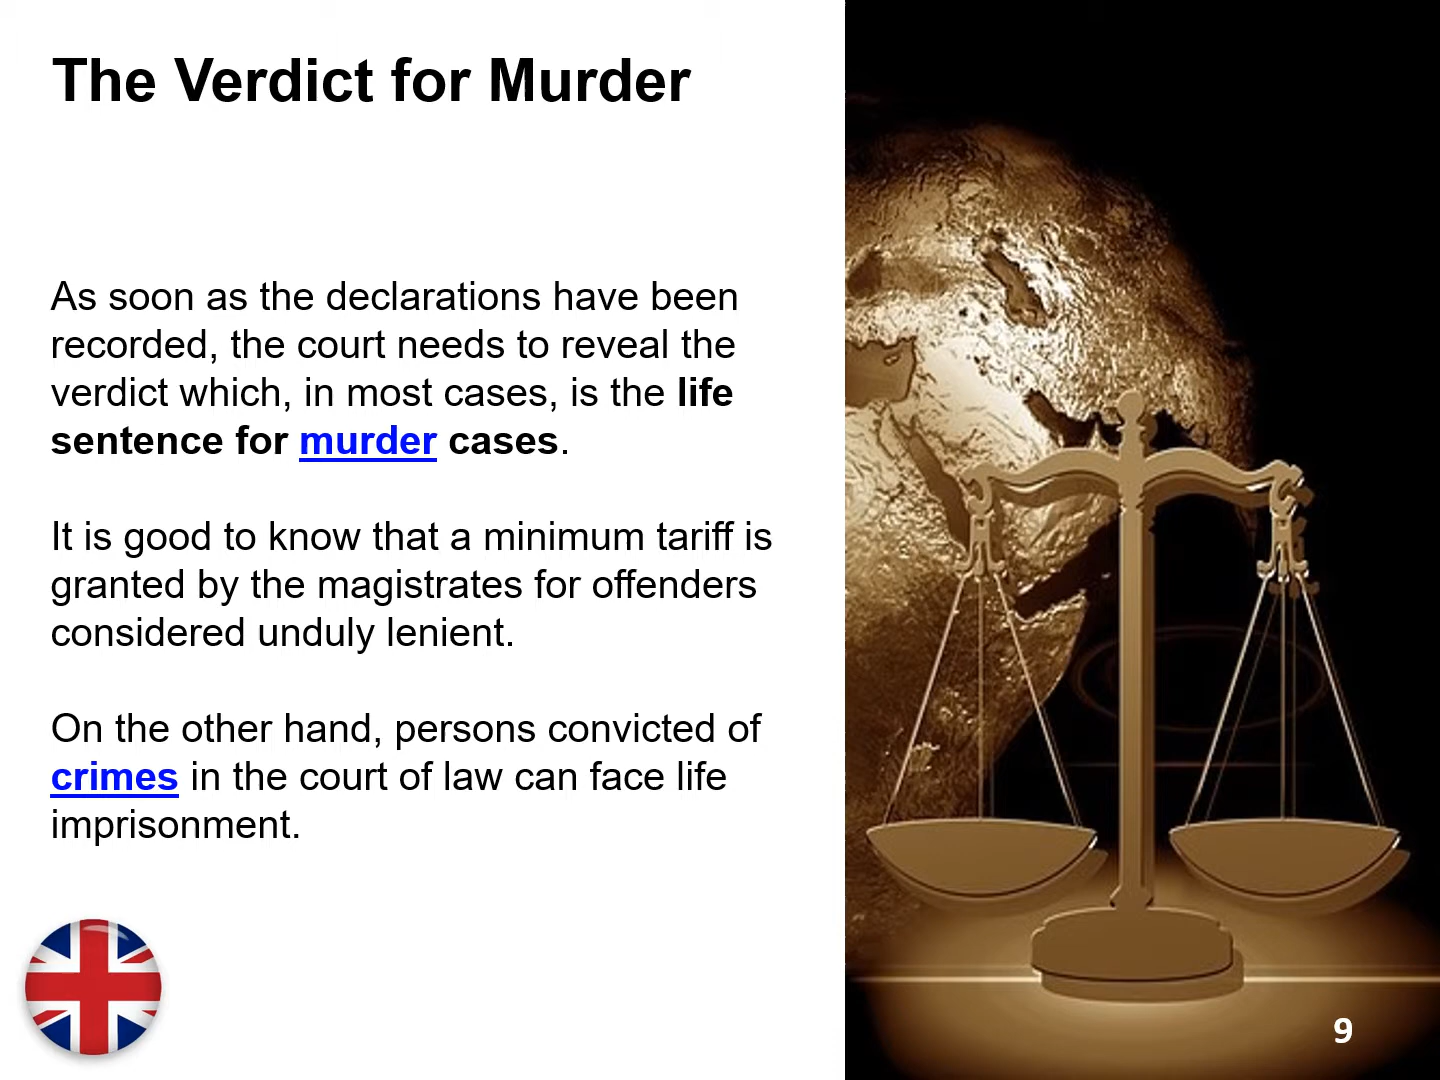 The Verdict for Murder
As soon as the declarations have been
recorded, the court needs to reveal the
verdict which, in most cases, is the life
sentence for murder cases.
It is good to know that a minimum tariff is
granted by the magistrates for offenders
considered unduly lenient.
On the other hand, persons convicted of
crimes in the court of law can face life
imprisonment.
9